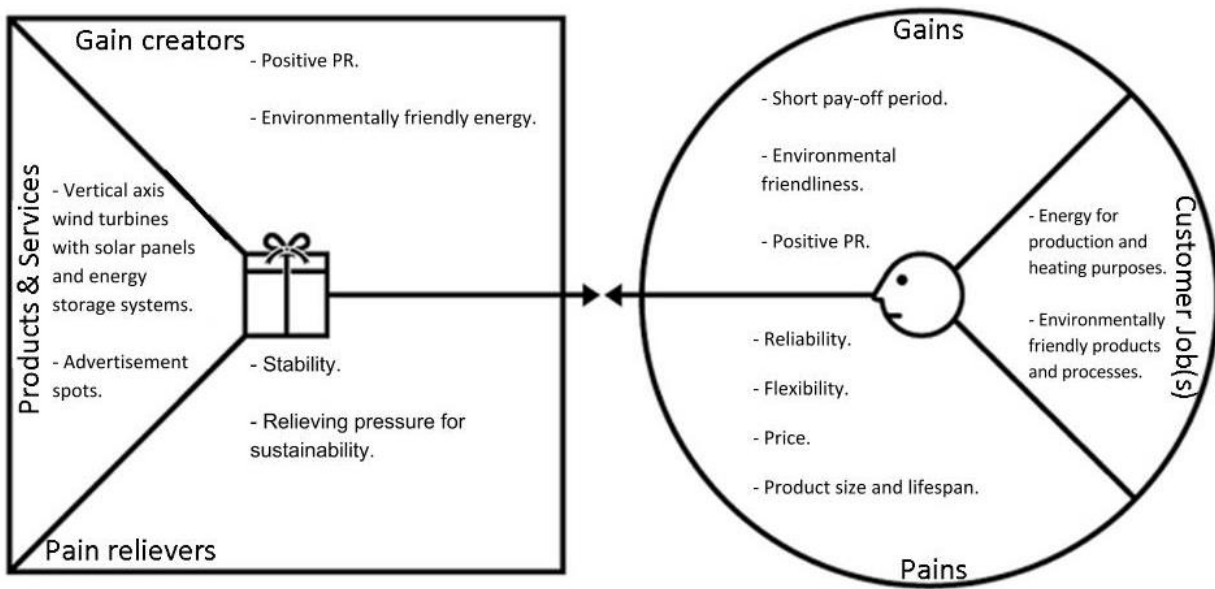 Gain creators
- Positive PR.
- Environmentally friendly energy.
Products & Services
- Vertical axis
wind turbines
with solar panels
and energy
storage systems.
- Advertisement
spots.
- Stability.
- Relieving pressure for
sustainability.
Pain relievers
Gains
- Short pay-off period.
- Environmental
friendliness.
- Positive PR.
Customer Job(s)
- Energy for
production and
heating purposes.
- Environmentally
friendly products
and processes.
- Reliability.
- Flexibility.
- Price.
- Product size and lifespan.
Pains